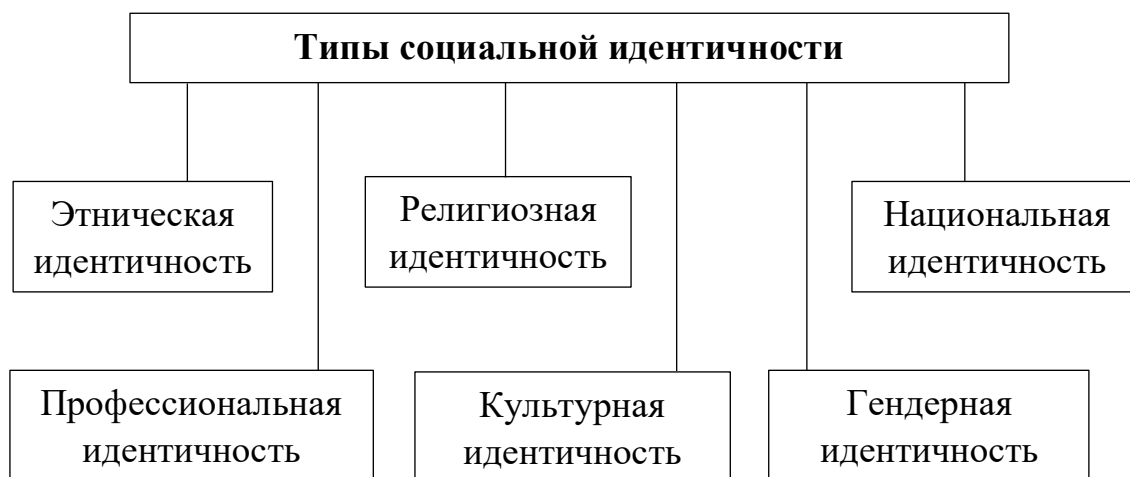 Типы социальной идентичности
Этническая
идентичность
Религиозная
идентичность
Национальная
идентичность
Профессиональная
идентичность
Культурная
идентичность
Гендерная
идентичность